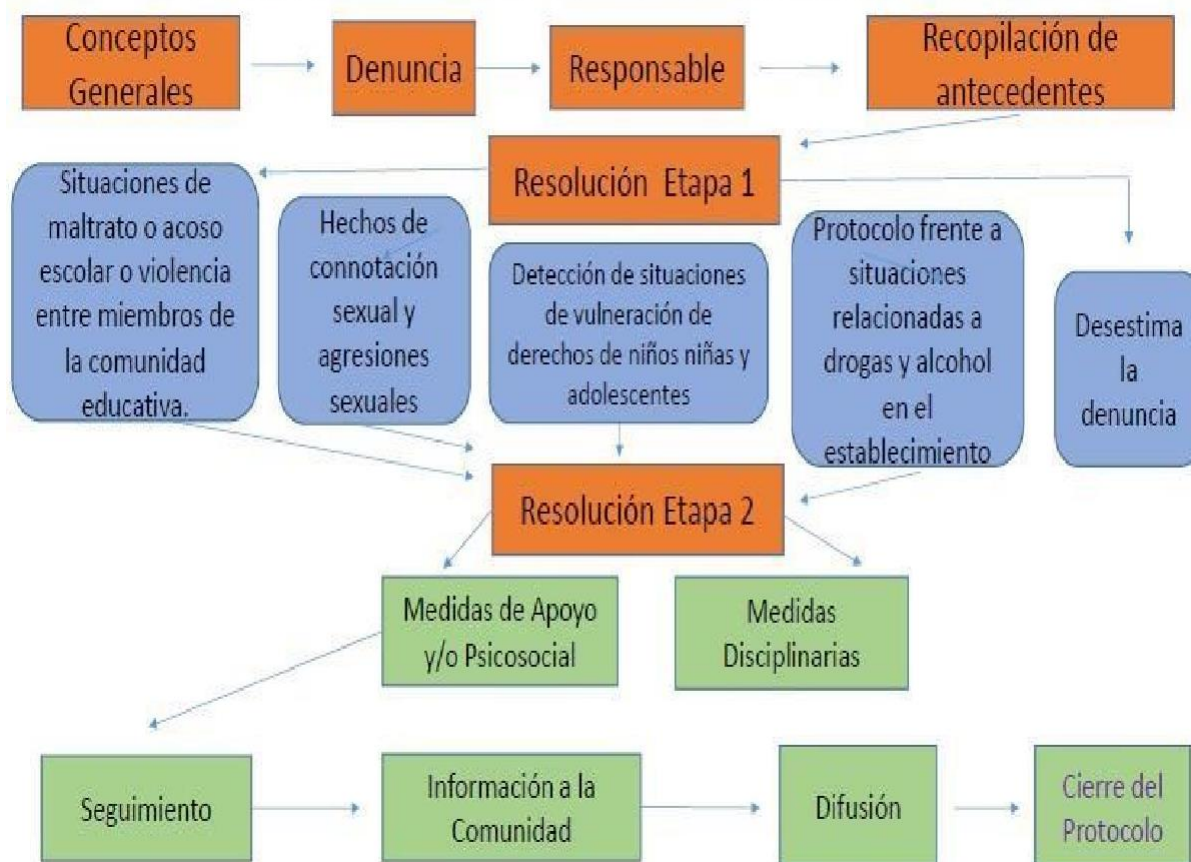 Conceptos
Generales
Denuncia
Responsable
Recopilación de
antecedentes
Resolución Etapa 1
Situaciones de
maltrato o acoso
escolar o violencia
entre miembros de
la comunidad
educativa.
Hechos de
connotación
sexual y
agresiones
sexuales
Detección de situaciones
de vulneración de
derechos de niños niñas y
adolescentes
Protocolo frente a
situaciones
relacionadas a
drogas y alcohol
en el
establecimiento
Desestima
la
denuncia
Resolución Etapa 2
Medidas de Apoyo
y/o Psicosocial
Medidas
Disciplinarias
Seguimiento
Información a la
Comunidad
Difusión
Cierre del
Protocolo